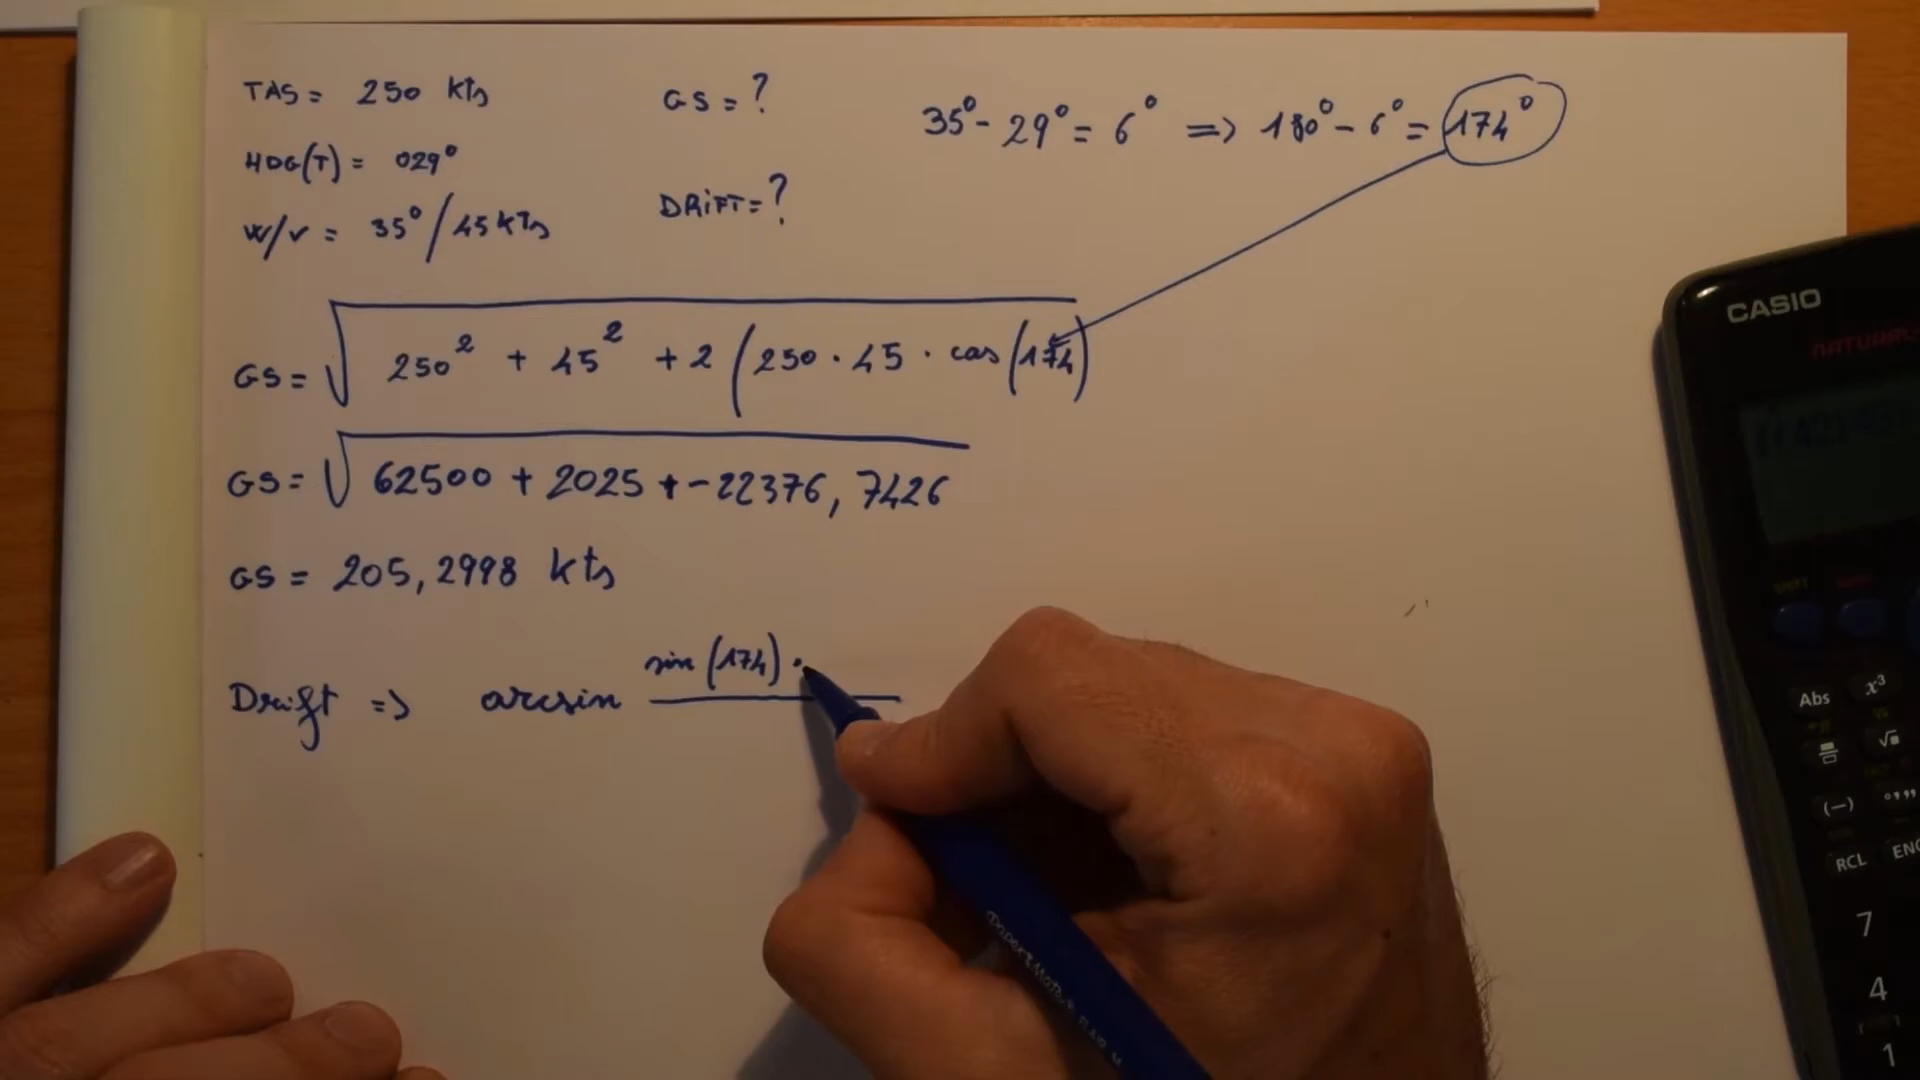 TAS = 250 kts
GS = ?
35° - 29° = 6° => 180° - 6° = 174°
HDG(T) = 029°
DRiFT = ?
W/V = 35° / 45 kts
GS = √ 250² + 45² + 2 (250 · 45 · cos (174)
GS = √ 62500 + 2025 + -22376, 7426
GS = 205, 2998 kts
Drift => arcsin sin (174) ·
CASIO
Abs x³
√
(-) °,,,
RCL ENG
7
4
1